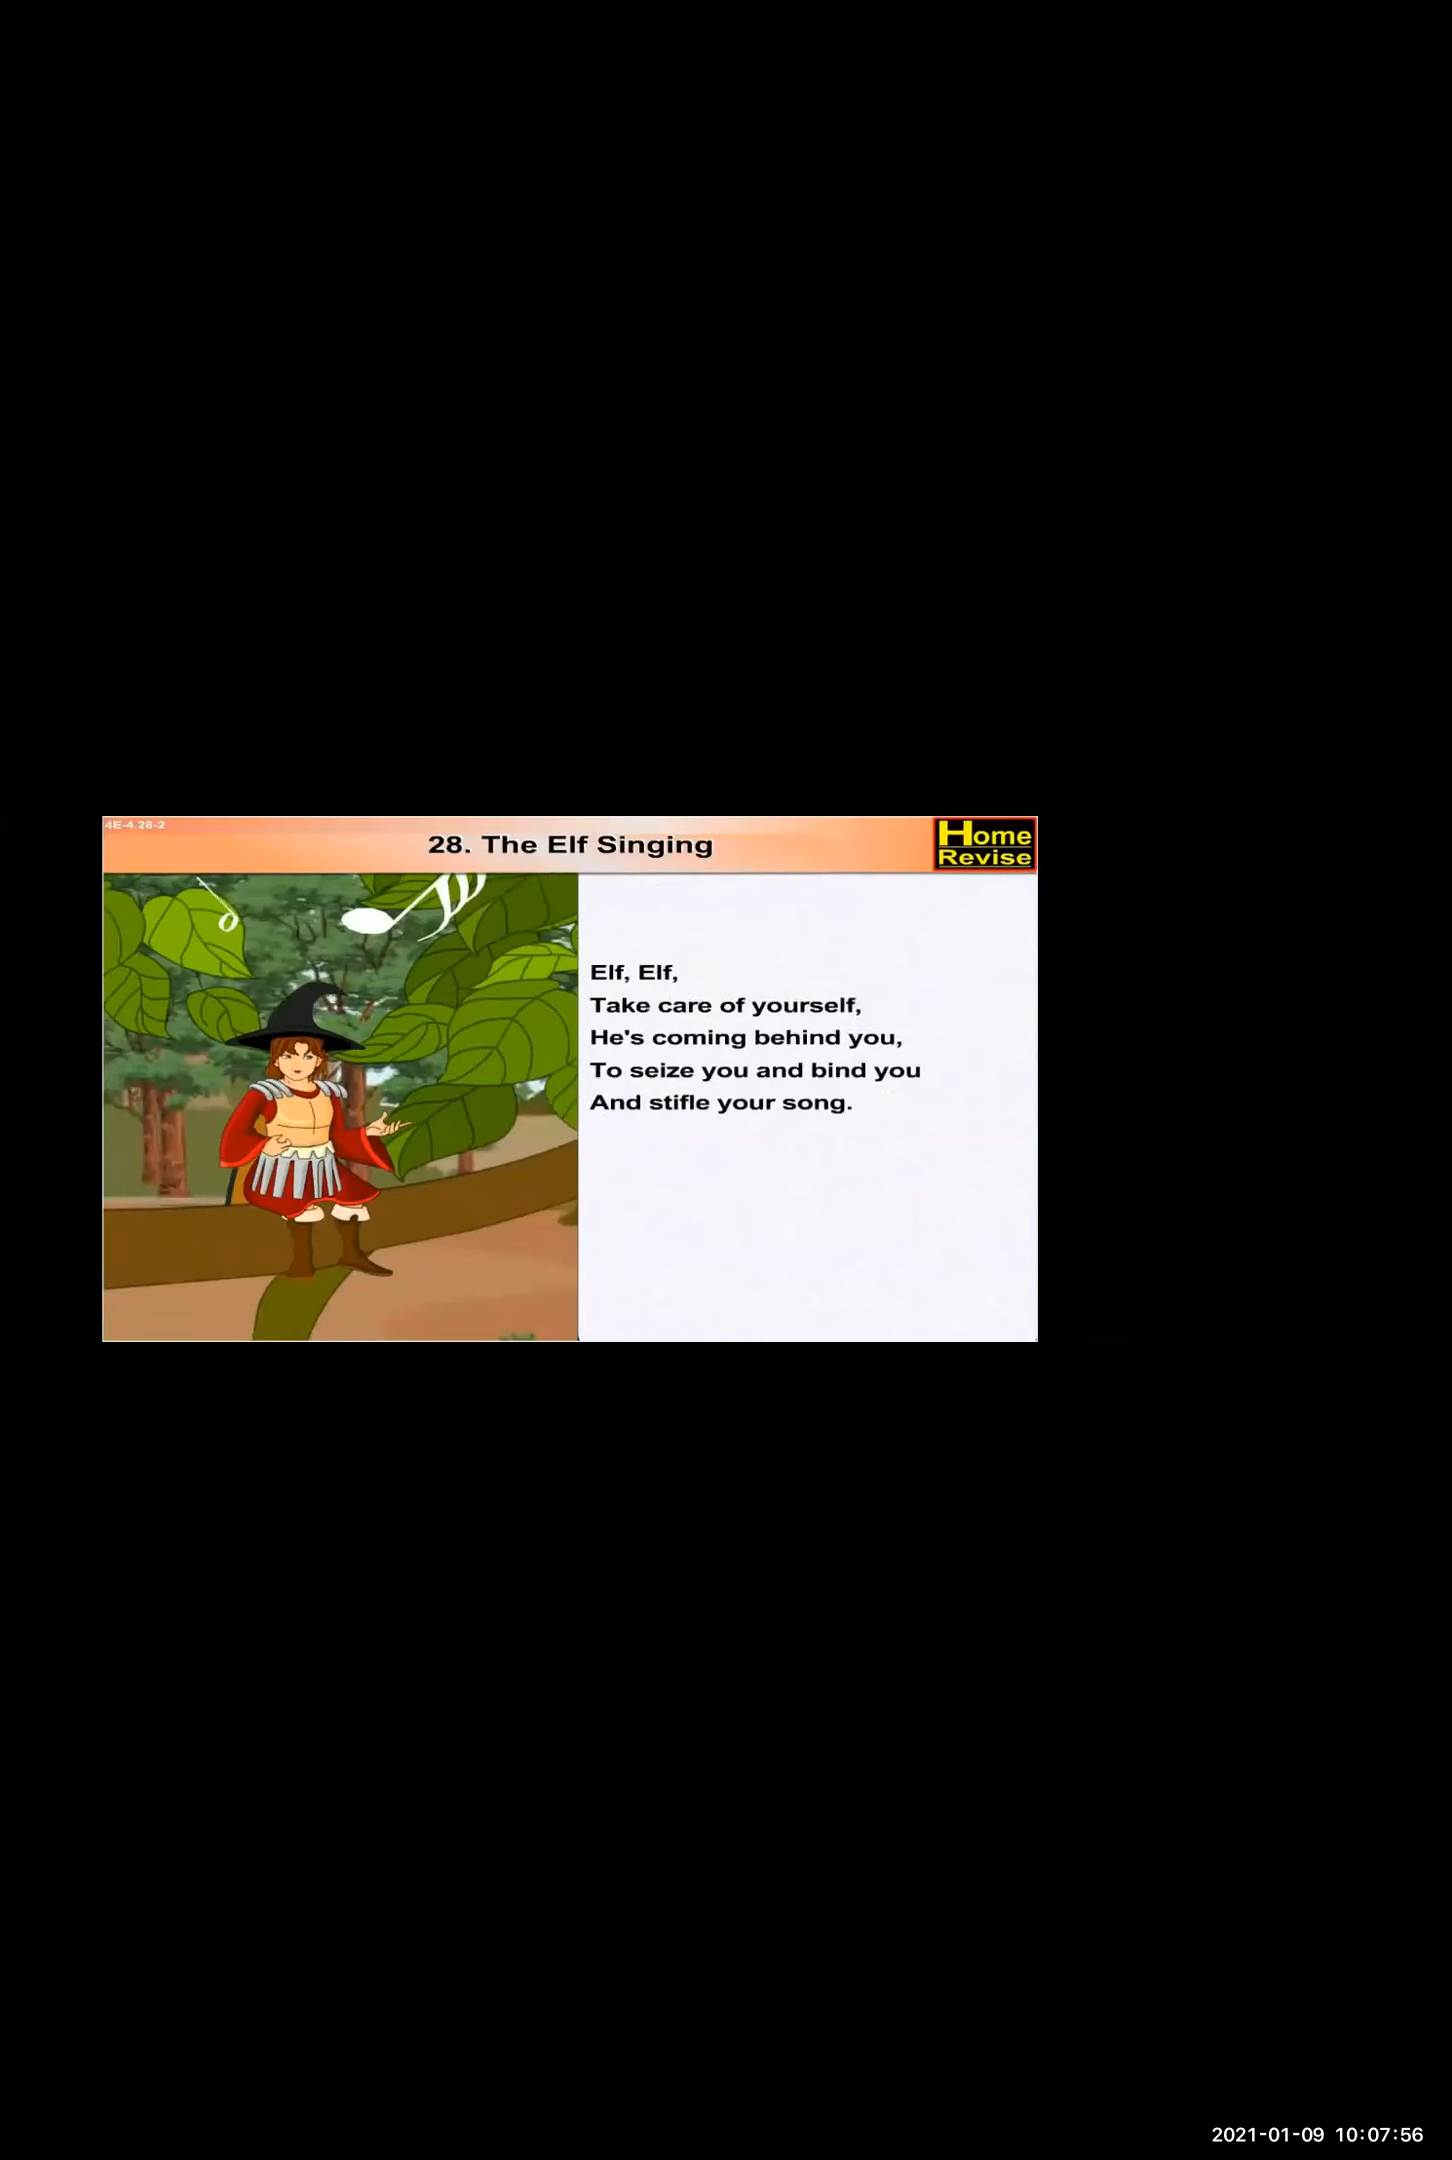 4E-4.28-2
28. The Elf Singing
Home
Revise
Elf, Elf,
Take care of yourself,
He's coming behind you,
To seize you and bind you
And stifle your song.
2021-01-09 10:07:56